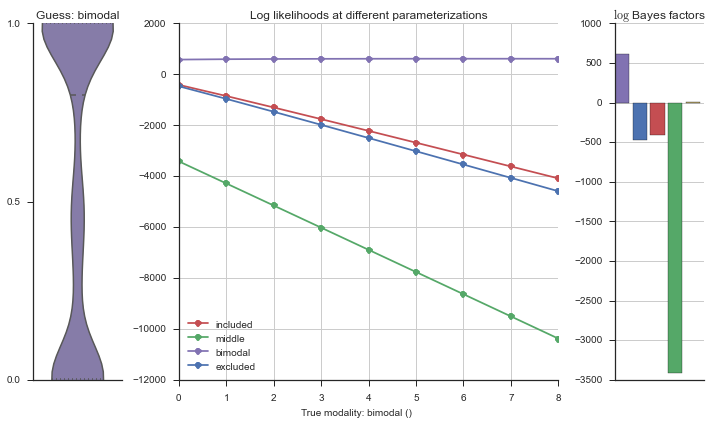 Guess: bimodal
1.0
0.5
0.0
Log likelihoods at different parameterizations
2000
0
−2000
−4000
−6000
−8000
−10000
−12000
included
middle
bimodal
excluded
0 1 2 3 4 5 6 7 8
True modality: bimodal ()
log Bayes factors
1000
500
0
−500
−1000
−1500
−2000
−2500
−3000
−3500